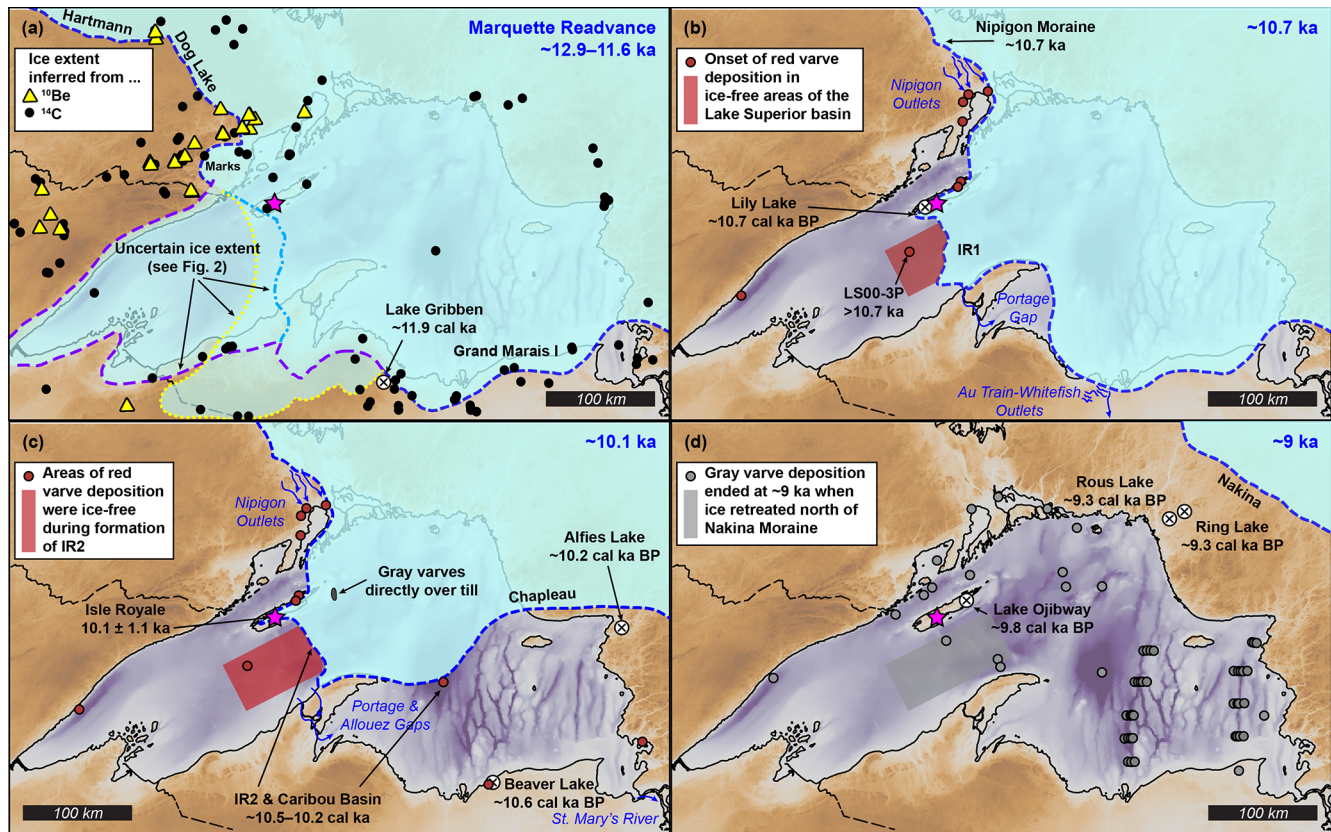 (a)
Hartmann
Dog Lake
Marquette Readvance
~12.9–11.6 ka
Ice extent
inferred from ...
¹⁰Be
¹⁴C
Marks
Uncertain ice extent
(see Fig. 2)
Lake Gribben
~11.9 cal ka
Grand Marais I
100 km
(b)
~10.7 ka
Nipigon Moraine
~10.7 ka
Onset of red varve
deposition in
ice-free areas of the
Lake Superior basin
Nipigon
Outlets
Lily Lake
~10.7 cal ka BP
IR1
LS00-3P
>10.7 ka
Portage
Gap
Au Train-Whitefish
Outlets
100 km
(c)
~10.1 ka
Areas of red
varve deposition
were ice-free
during formation
of IR2
Nipigon
Outlets
Alfies Lake
~10.2 cal ka BP
Gray varves
directly over till
Chapleau
Isle Royale
10.1 ± 1.1 ka
Portage &
Allouez Gaps
IR2 & Caribou Basin
~10.5–10.2 cal ka
Beaver Lake
~10.6 cal ka BP
St. Mary's River
100 km
(d)
~9 ka
Gray varve deposition
ended at ~9 ka when
ice retreated north of
Nakina Moraine
Rous Lake
~9.3 cal ka BP
Nakina
Ring Lake
~9.3 cal ka BP
Lake Ojibway
~9.8 cal ka BP
100 km